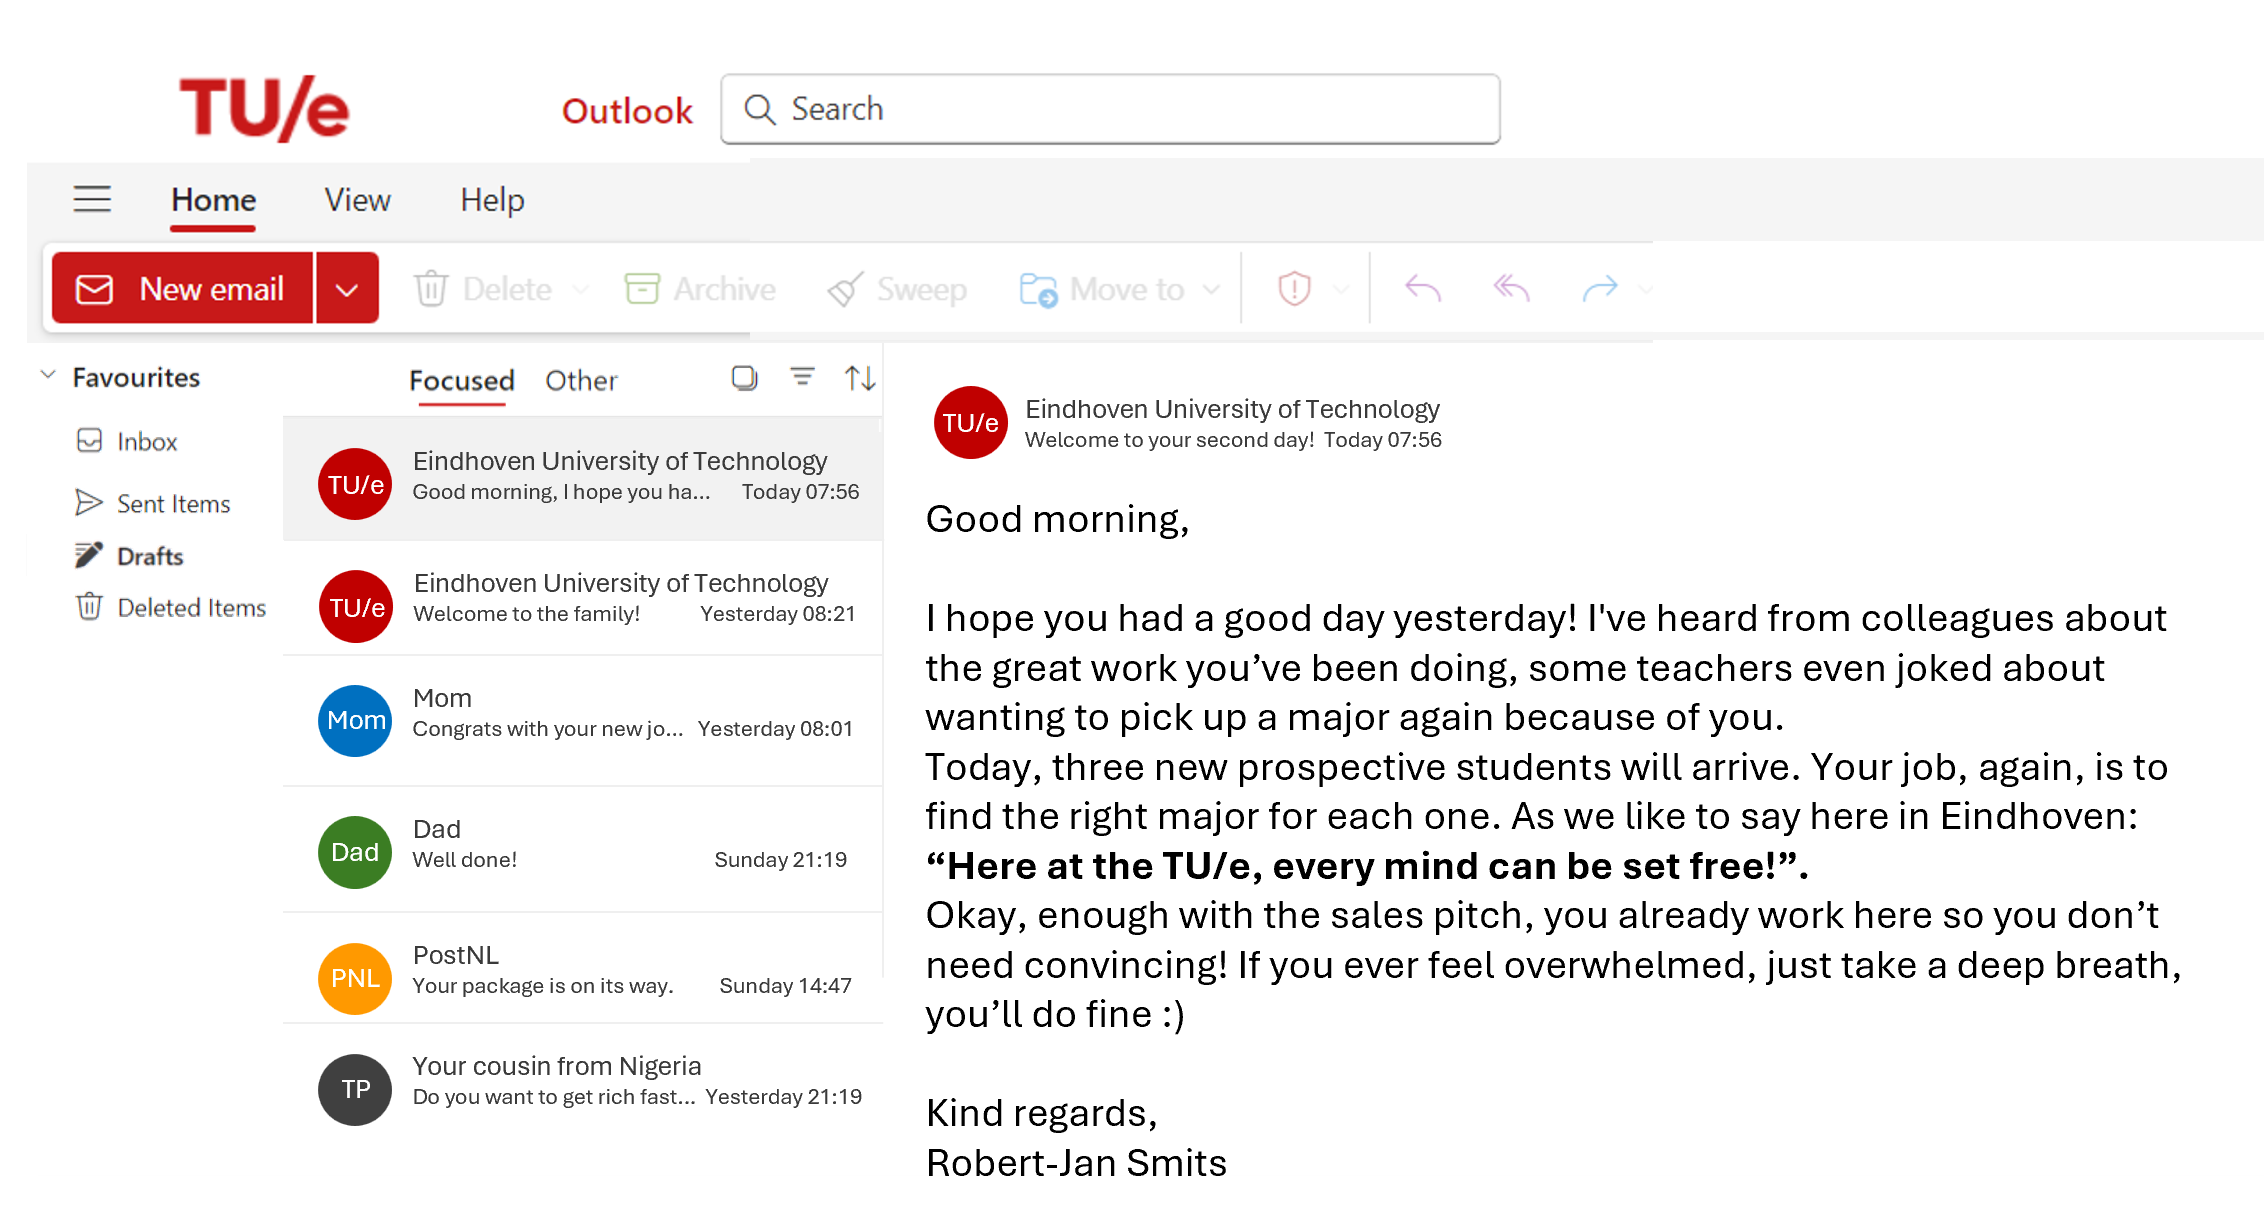 TU/e
Outlook
Search
Home View Help
New email Delete Archive Sweep Move to
Favourites
Inbox
Sent Items
Drafts
Deleted Items
Focused Other
TU/e
Eindhoven University of Technology
Good morning, I hope you ha... Today 07:56
TU/e
Eindhoven University of Technology
Welcome to the family! Yesterday 08:21
Mom
Mom
Congrats with your new jo... Yesterday 08:01
Dad
Dad
Well done! Sunday 21:19
PNL
PostNL
Your package is on its way. Sunday 14:47
TP
Your cousin from Nigeria
Do you want to get rich fast... Yesterday 21:19
TU/e
Eindhoven University of Technology
Welcome to your second day! Today 07:56
Good morning,
I hope you had a good day yesterday! I've heard from colleagues about
the great work you’ve been doing, some teachers even joked about
wanting to pick up a major again because of you.
Today, three new prospective students will arrive. Your job, again, is to
find the right major for each one. As we like to say here in Eindhoven:
“Here at the TU/e, every mind can be set free!”.
Okay, enough with the sales pitch, you already work here so you don’t
need convincing! If you ever feel overwhelmed, just take a deep breath,
you’ll do fine :)
Kind regards,
Robert-Jan Smits